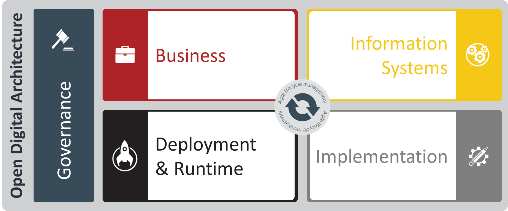 Open Digital Architecture
Governance
Business
Information
Systems
Deployment
& Runtime
Implementation